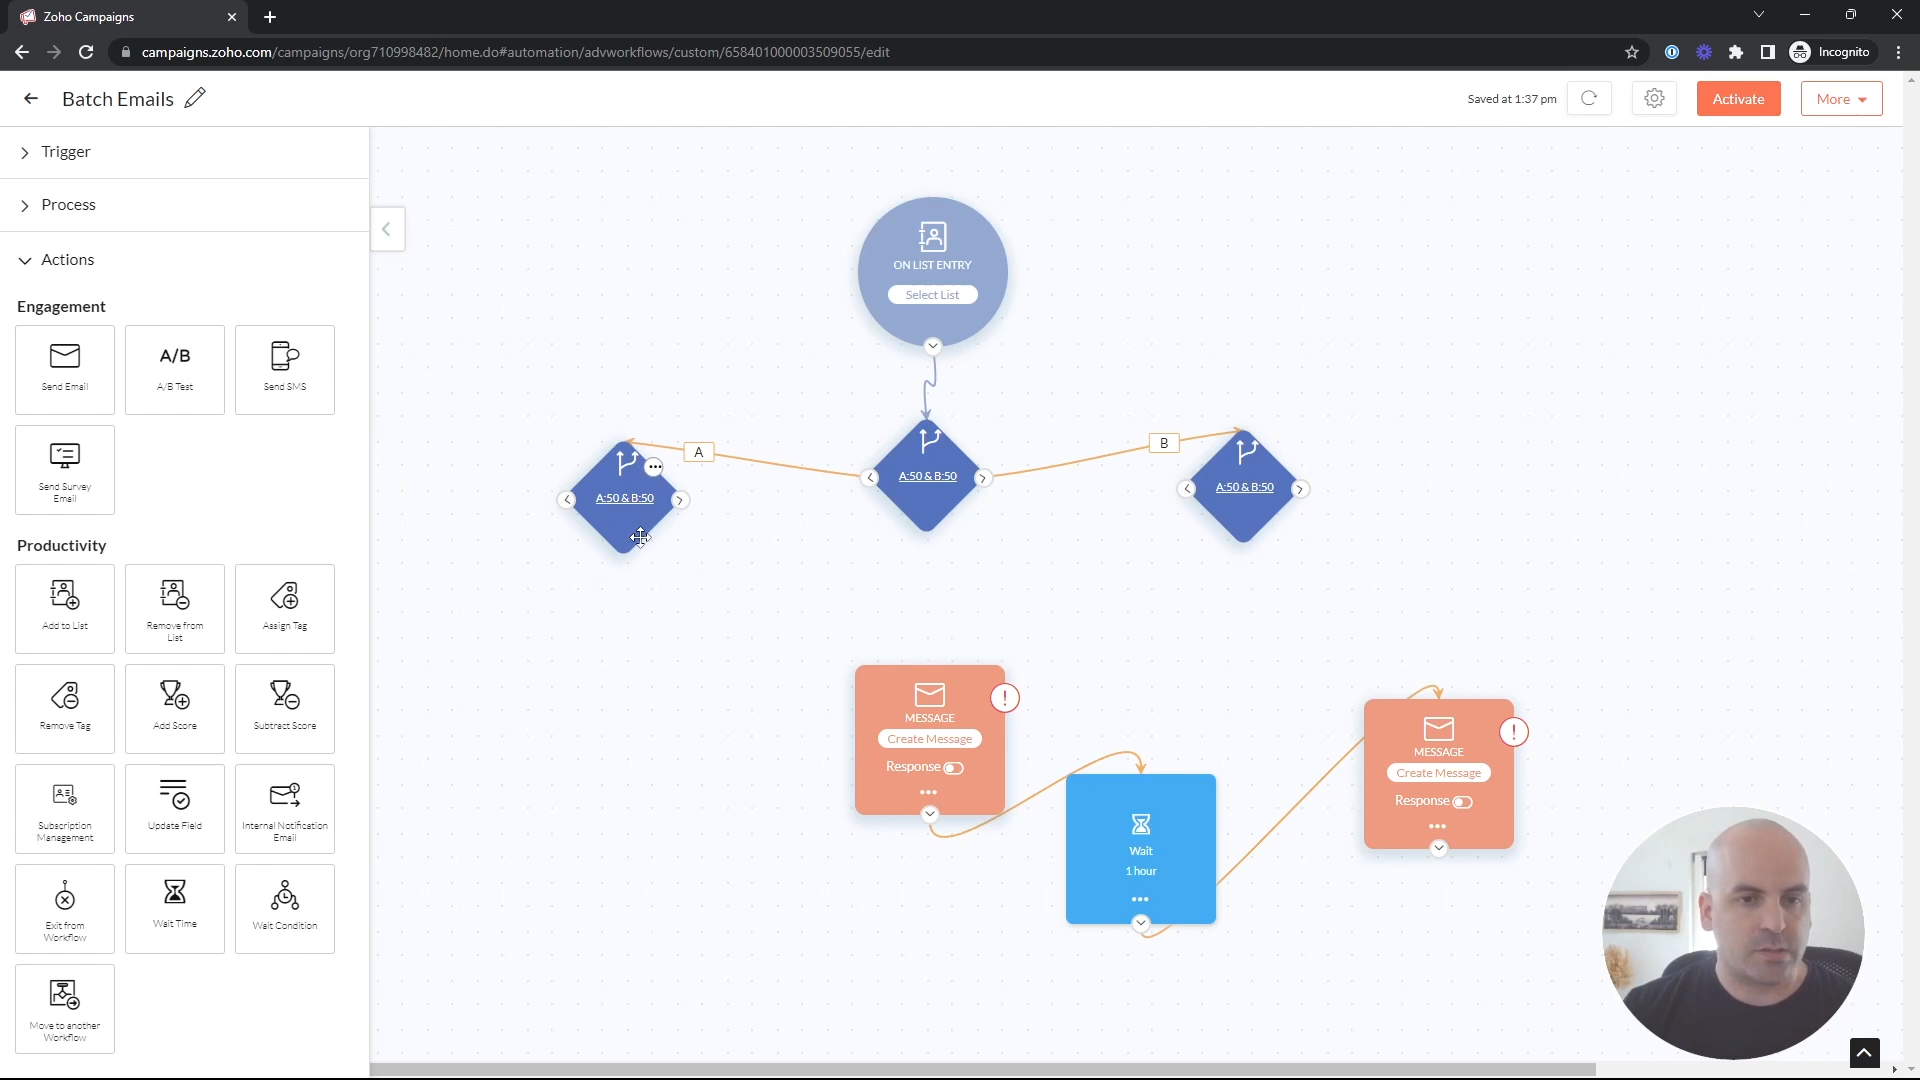 Zoho Campaigns
campaigns.zoho.com/campaigns/org710998482/home.do#automation/advworkflows/custom/658401000003509055/edit
Incognito
Batch Emails
Saved at 1:37 pm
Activate
More
Trigger
Process
Actions
Engagement
Send Email
A/B
A/B Test
Send SMS
Send Survey
Email
Productivity
Add to List
Remove from
List
Assign Tag
Remove Tag
Add Score
Subtract Score
Subscription
Management
Update Field
Internal Notification
Email
Exit from
Workflow
Wait Time
Wait Condition
Move to another
Workflow
ON LIST ENTRY
Select List
A
B
A:50 & B:50
A:50 & B:50
A:50 & B:50
MESSAGE
Create Message
Response
Wait
1 hour
MESSAGE
Create Message
Response